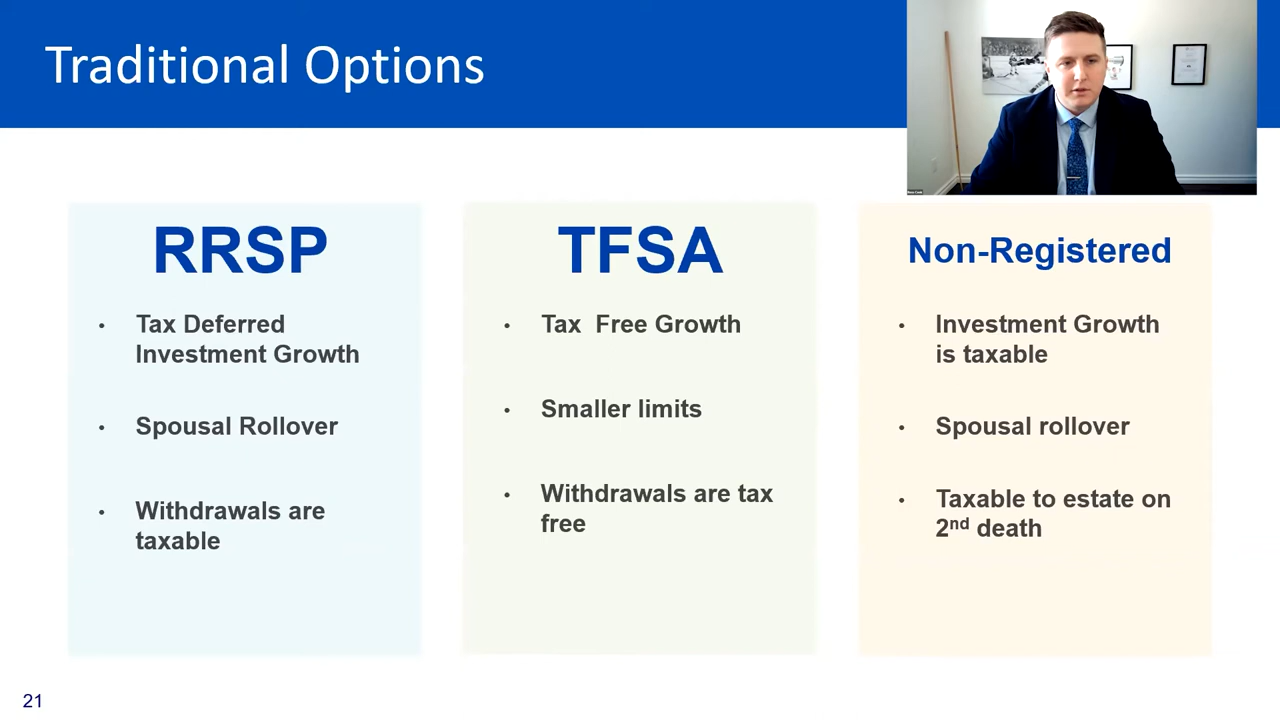 Traditional Options
RRSP
• Tax Deferred
Investment Growth
• Spousal Rollover
• Withdrawals are
taxable
TFSA
• Tax  Free Growth
• Smaller limits
• Withdrawals are tax
free
Non-Registered
• Investment Growth
is taxable
• Spousal rollover
• Taxable to estate on
2nd death
21